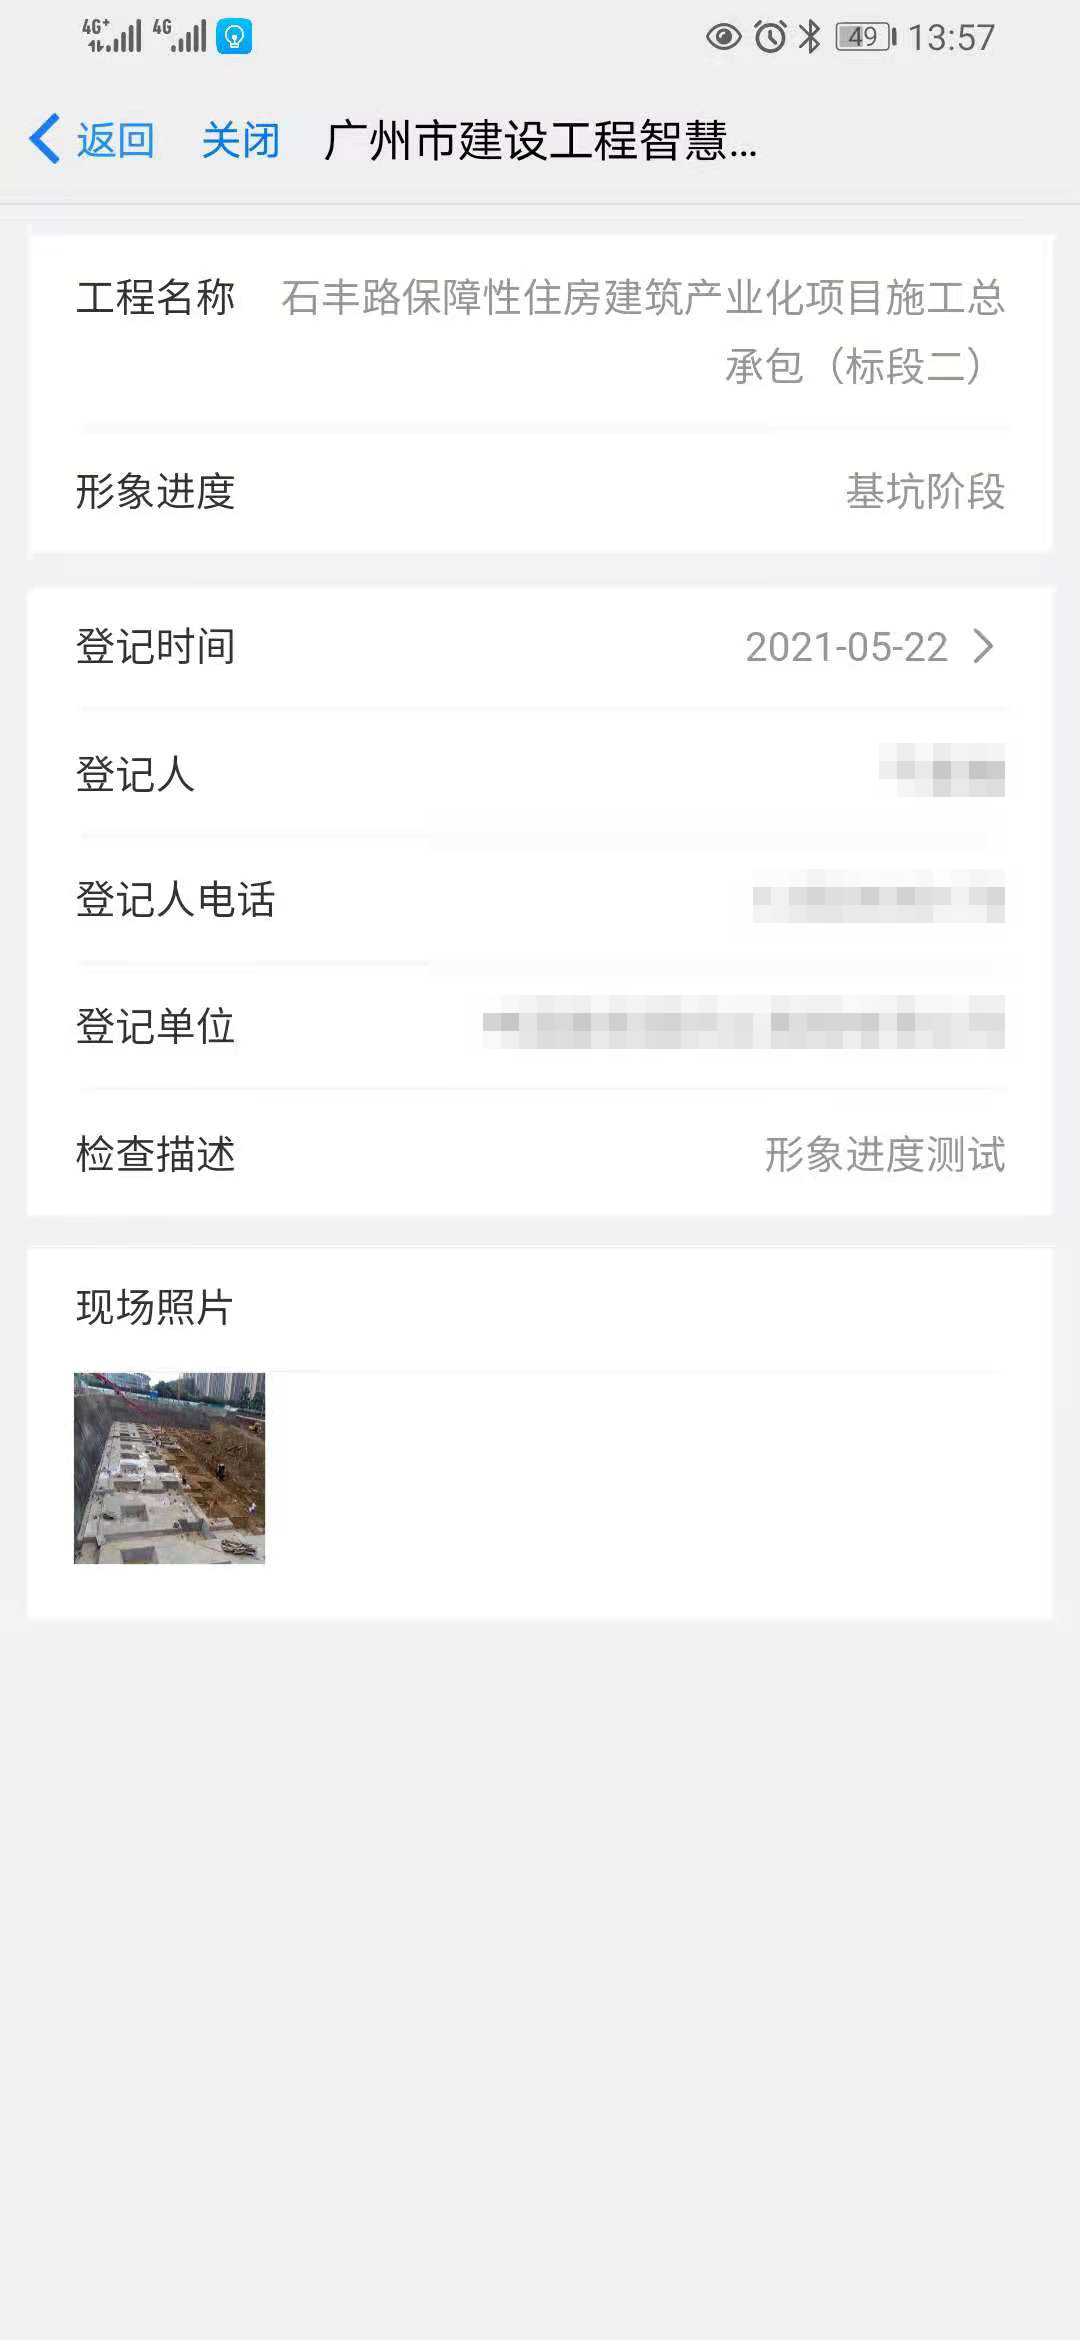 4G+ 4G 49 13:57
返回 关闭 广州市建设工程智慧...
工程名称 石丰路保障性住房建筑产业化项目施工总
承包（标段二）
形象进度 基坑阶段
登记时间 2021-05-22
登记人
登记人电话
登记单位
检查描述 形象进度测试
现场照片